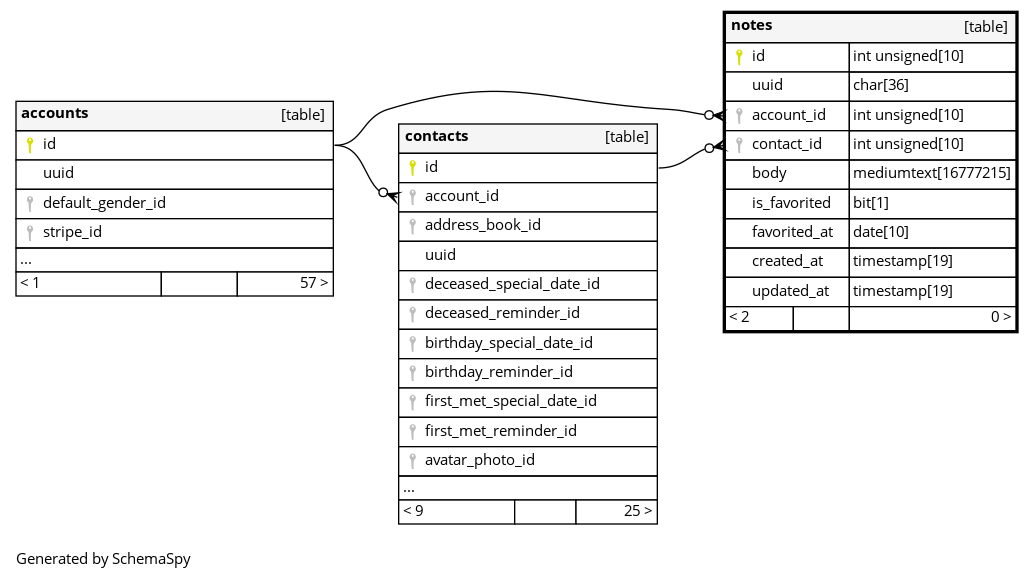 accounts [table]
id
uuid
default_gender_id
stripe_id
...
< 1 57 >
contacts [table]
id
account_id
address_book_id
uuid
deceased_special_date_id
deceased_reminder_id
birthday_special_date_id
birthday_reminder_id
first_met_special_date_id
first_met_reminder_id
avatar_photo_id
...
< 9 25 >
notes [table]
id int unsigned[10]
uuid char[36]
account_id int unsigned[10]
contact_id int unsigned[10]
body mediumtext[16777215]
is_favorited bit[1]
favorited_at date[10]
created_at timestamp[19]
updated_at timestamp[19]
< 2 0 >
Generated by SchemaSpy